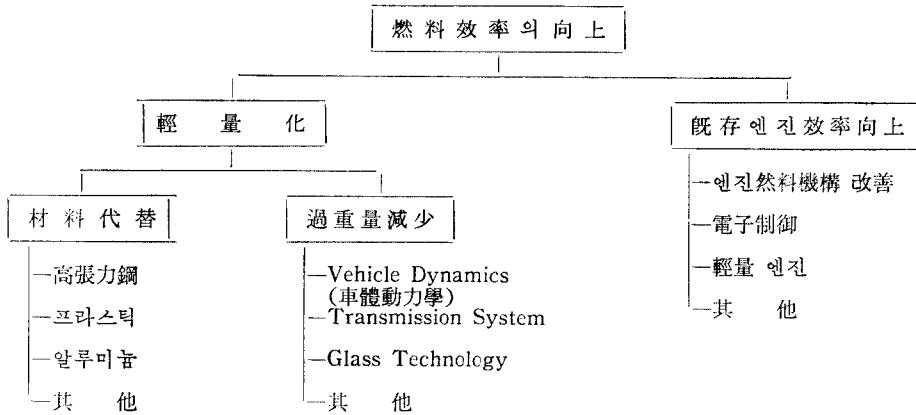 燃料效率의向上
輕量化
旣存엔진效率向上
材料代替
過重量減少
엔진然料機構 改善
電子制御
輕量 엔진
其他
高張力鋼
프라스틱
알루미늄
其他
Vehicle Dynamics
(車體動力學)
Transmission System
Glass Technology
其他